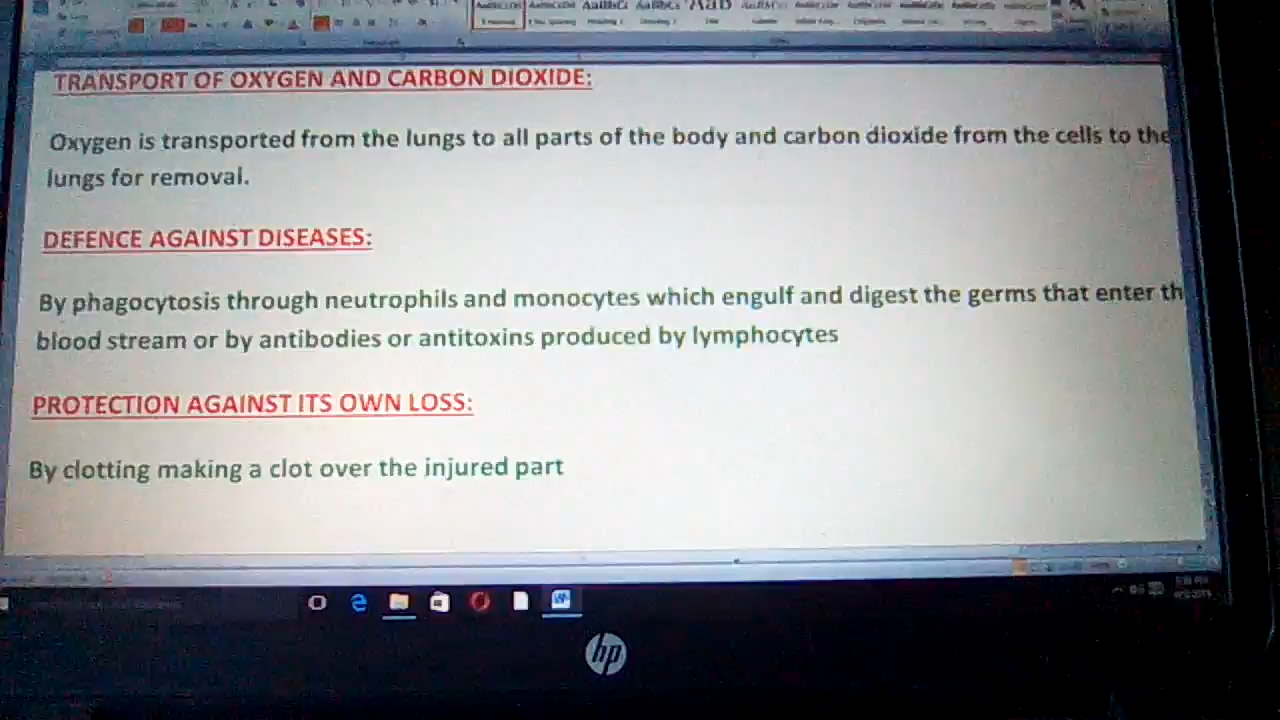 TRANSPORT OF OXYGEN AND CARBON DIOXIDE:
Oxygen is transported from the lungs to all parts of the body and carbon dioxide from the cells to the
lungs for removal.
DEFENCE AGAINST DISEASES:
By phagocytosis through neutrophils and monocytes which engulf and digest the germs that enter th
blood stream or by antibodies or antitoxins produced by lymphocytes
PROTECTION AGAINST ITS OWN LOSS:
By clotting making a clot over the injured part
hp